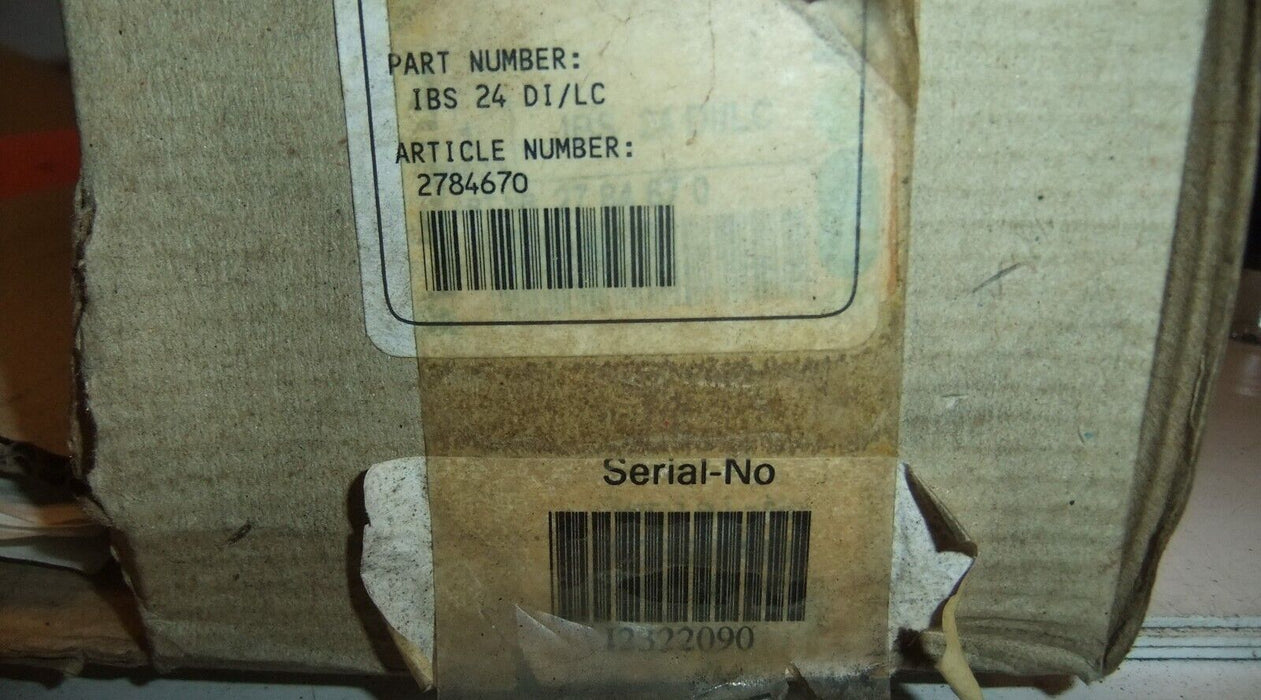 PART NUMBER:
IBS 24 DI/LC
ARTICLE NUMBER:
2784670
Serial-No
12322090